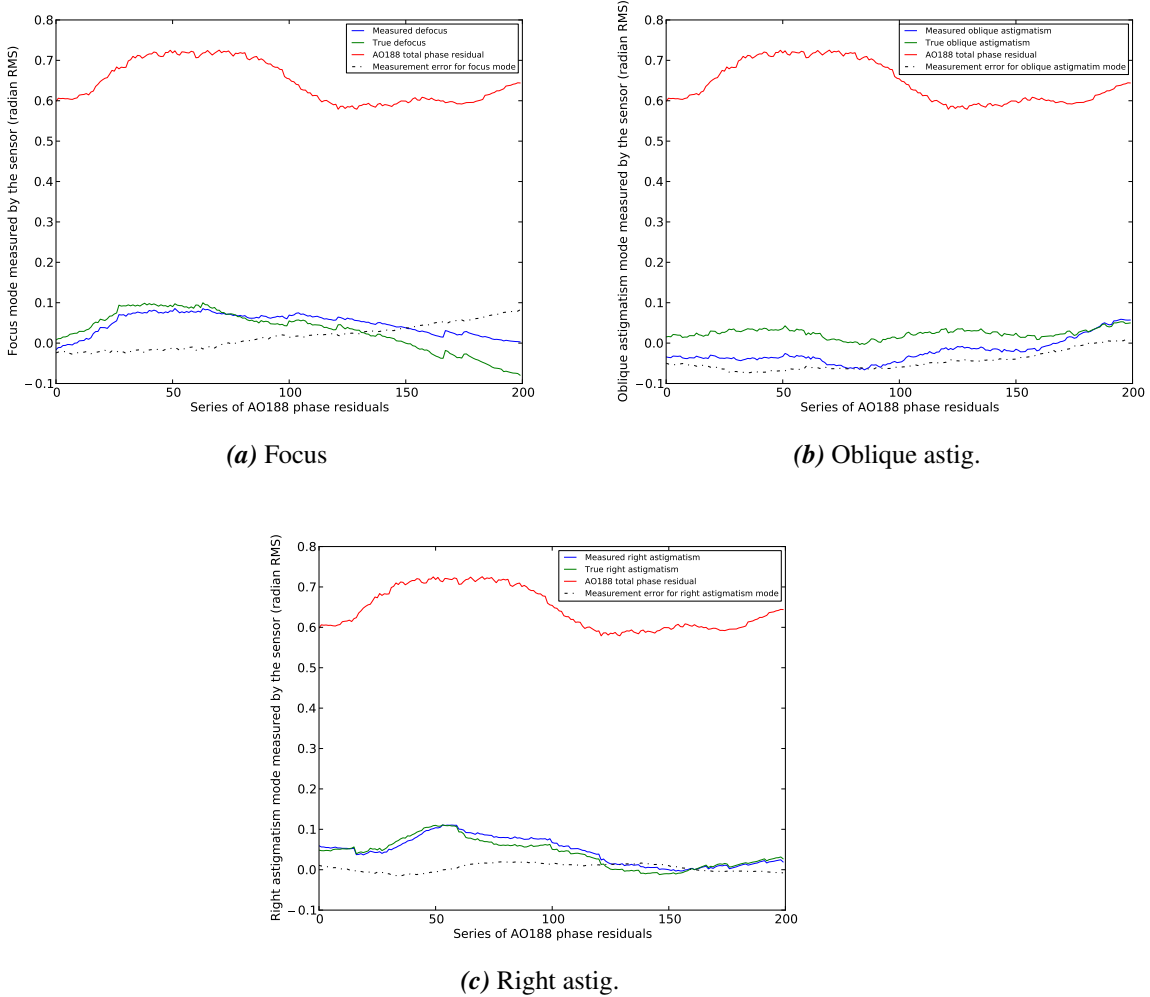 0.8
0.7
0.6
0.5
0.4
0.3
0.2
0.1
0.0
−0.1
0
50
100
150
200
Focus mode measured by the sensor (radian RMS)
Series of AO188 phase residuals
Measured defocus
True defocus
AO188 total phase residual
Measurement error for focus mode
(a) Focus
0.8
0.7
0.6
0.5
0.4
0.3
0.2
0.1
0.0
−0.1
0
50
100
150
200
Oblique astigmatism mode measured by the sensor (radian RMS)
Series of AO188 phase residuals
Measured oblique astigmatism
True oblique astigmatism
AO188 total phase residual
Measurement error for oblique astigmatim mode
(b) Oblique astig.
0.8
0.7
0.6
0.5
0.4
0.3
0.2
0.1
0.0
−0.1
0
50
100
150
200
Right astigmatism mode measured by the sensor (radian RMS)
Series of AO188 phase residuals
Measured right astigmatism
True right astigmatism
AO188 total phase residual
Measurement error for right astigmatism mode
(c) Right astig.